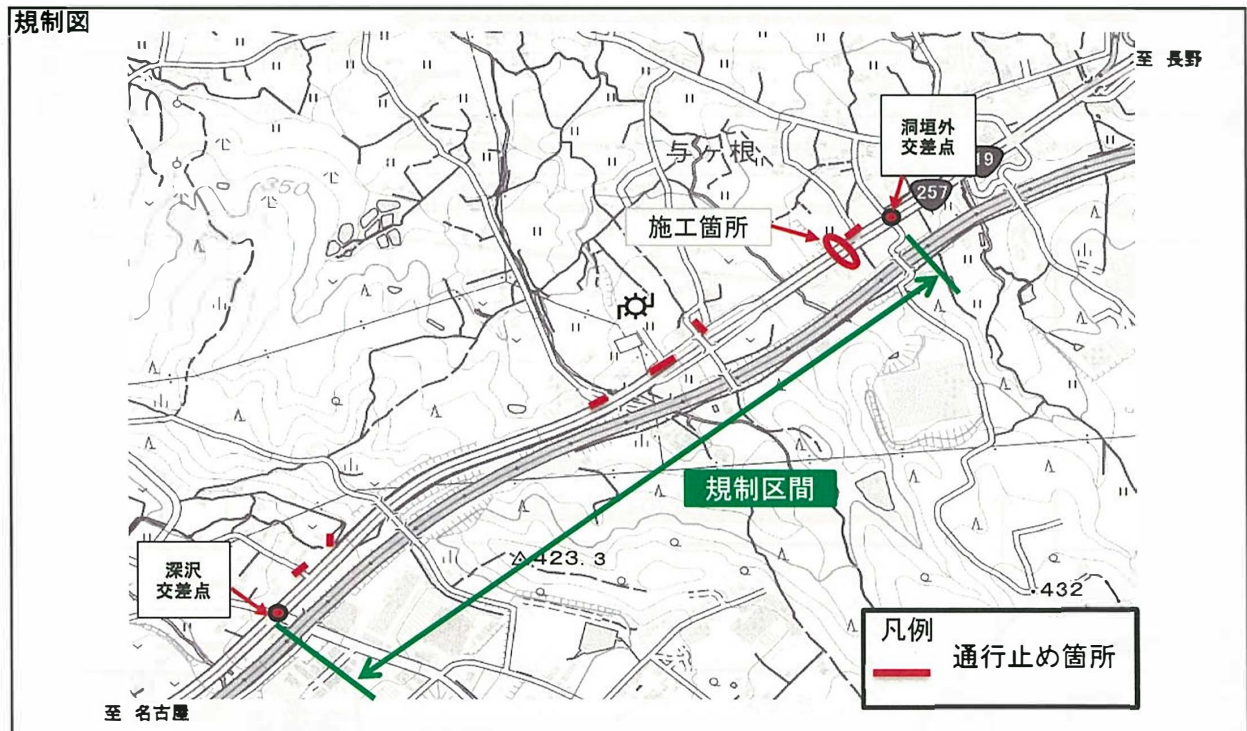 規制図
至 長野
洞垣外
交差点
与ヶ根
19
257
施工箇所
350
規制区間
423.3
深沢
交差点
432
凡例
通行止め箇所
至 名古屋